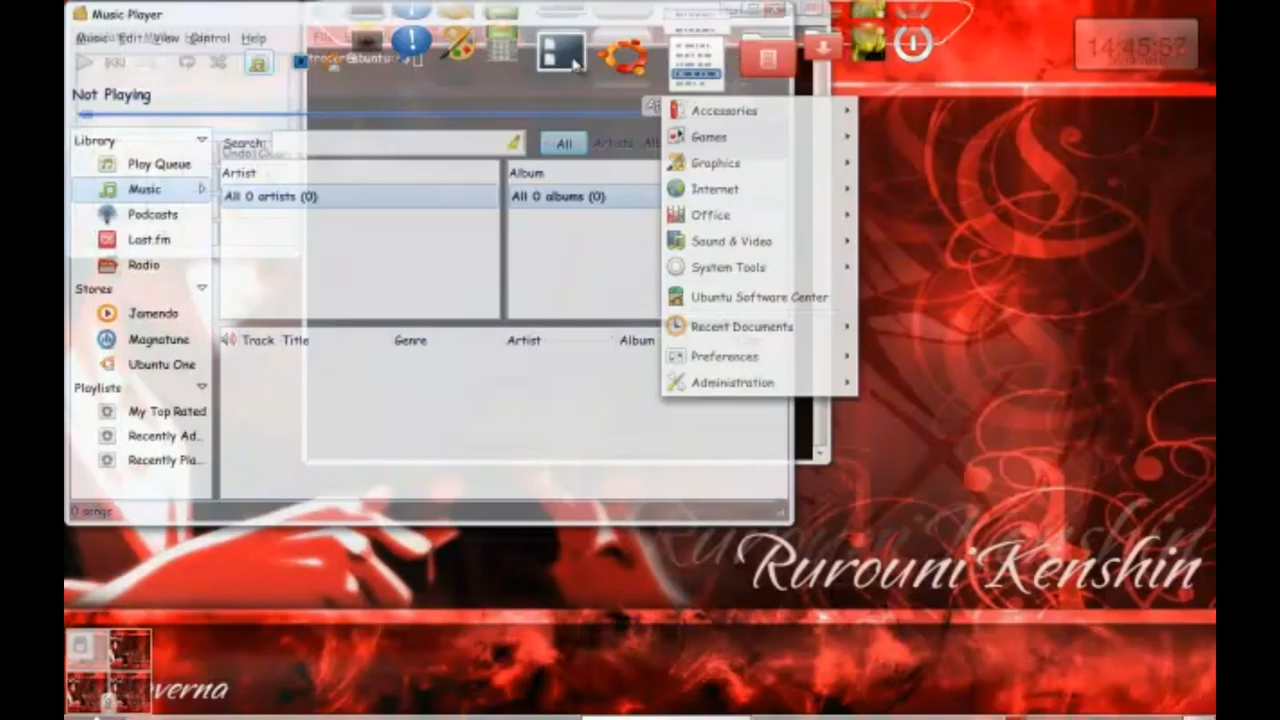 Music Player
Music Edit View Control Help
14:45:57
Not Playing
Library
Search:
All
Artists
Play Queue
Artist
Album
Music
All 0 artists (0)
All 0 albums (0)
Podcasts
Last.fm
Radio
Stores
Jamendo
Track Title
Genre
Artist
Album
Magnatune
Ubuntu One
Playlists
My Top Rated
Recently Ad...
Recently Pla...
0 songs
Accessories
Games
Graphics
Internet
Office
Sound & Video
System Tools
Ubuntu Software Center
Recent Documents
Preferences
Administration
Rurouni Kenshin